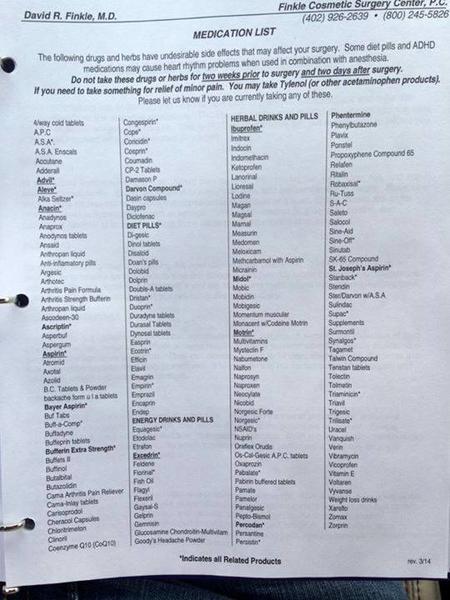 David R. Finkle, M.D.
Finkle Cosmetic Surgery Center, P.C.
(402) 926-2639 • (800) 245-5826
MEDICATION LIST
The following drugs and herbs have undesirable side effects that may affect your surgery. Some diet pills and ADHD
medications may cause heart rhythm problems when used in combination with anesthesia.
Do not take these drugs or herbs for two weeks prior to surgery and two days after surgery.
If you need to take something for relief of minor pain. You may take Tylenol (or other acetaminophen products).
Please let us know if you are currently taking any of these.
4/way cold tablets
A.P.C
A.S.A*.
A.S.A. Enscals
Accutane
Adderall
Advil*
Aleve*
Alka Seltzer*
Anacin*
Anadynos
Anaprox
Anodynos tablets
Ansaid
Anthropan liquid
Anti-inflamatory pills
Argesic
Arthotec
Arthritis Pain Formula
Arthritis Strength Bufferin
Arthropan liquid
Ascodeen-30
Ascriptin*
Asperbuf
Aspergum
Aspirin*
Atromid
Axotal
Azolid
B.C. Tablets & Powder
backache form u l a tablets
Bayer Aspirin*
Buf Tabs
Buff-a-Comp*
Buffadyne
Bufferin tablets
Bufferin Extra Strength*
Buffets II
Buffinol
Butalbital
Butazolidin
Cama Arthritis Pain Reliever
Cama-Inlay tablets
Carisoprodol
Cheracol Capsules
Chloritrimeton
Clinoril
Coenzyme Q10 (CoQ10)
Congespirin*
Cope*
Coricidin*
Cosprin*
Coumadin
CP-2 Tablets
Damason P
Darvon Compound*
Dasin capsules
Daypro
Diclofenac
DIET PILLS*
Di-gesic
Dinol tablets
Disaloid
Doan's pills
Dolobid
Dolprin
Double-A tablets
Dristan*
Duoprin*
Duradyne tablets
Durasal Tablets
Dynosal tablets
Easprin
Ecotrin*
Efficin
Elavil
Emagrin
Empirin*
Emprazil
Encaprin
Endep
ENERGY DRINKS AND PILLS
Equagesic*
Etodolac
Etrafon
Excedrin*
Feldene
Fiorinal*
Fish Oil
Flagyl
Flexeril
Gaysal-S
Gelpirin
Gemnisin
Glucosamine Chondroitin-Multivitam
Goody's Headache Powder
HERBAL DRINKS AND PILLS
Ibuprofen*
Imitrex
Indocin
Indomethacin
Ketoprofen
Lanorinal
Lioresal
Lodine
Magan
Magsal
Marnal
Measurin
Medomen
Meloxicam
Methcarbamol with Aspirin
Micrainin
Midol*
Mobic
Mobidin
Mobigesic
Momentum muscular
Monacent w/Codeine Motrin
Motrin*
Multivitamins
Mysteclin F
Nabumetone
Nalfon
Naprosyn
Naproxen
Neocylate
Nicobid
Norgesic Forte
Norgesic*
NSAID's
Nuprin
Oraflex Orudis
Os-Cal-Gesic A.P.C. tablets
Oxaprozin
Pabalate*
Pabirin buffered tablets
Pamate
Pamelor
Panalgesic
Pepto-Bismol
Percodan*
Persantine
Persistin*
Phentermine
Phenylbutazone
Plavix
Ponstel
Propoxyphene Compound 65
Relafen
Ritalin
Robaxisal*
Ru-Tuss
S-A-C
Saleto
Salocol
Sine-Aid
Sine-Off*
Sinutab
SK-65 Compound
St. Joseph's Aspirin*
Stanback*
Stendin
Ster/Darvon w/A.S.A
Sulindac
Supac*
Supplements
Surmontil
Synalgos*
Tagamet
Talwin Compound
Tenstan tablets
Tolectin
Tolmetin
Triaminicin*
Triavil
Trigesic
Trilisate*
Uracel
Vanquish
Verin
Vibramycin
Vicoprofen
Vitamin E
Voltaren
Vyvanse
Weight loss drinks
Xarelto
Zomax
Zorprin
*Indicates all Related Products
rev. 3/14